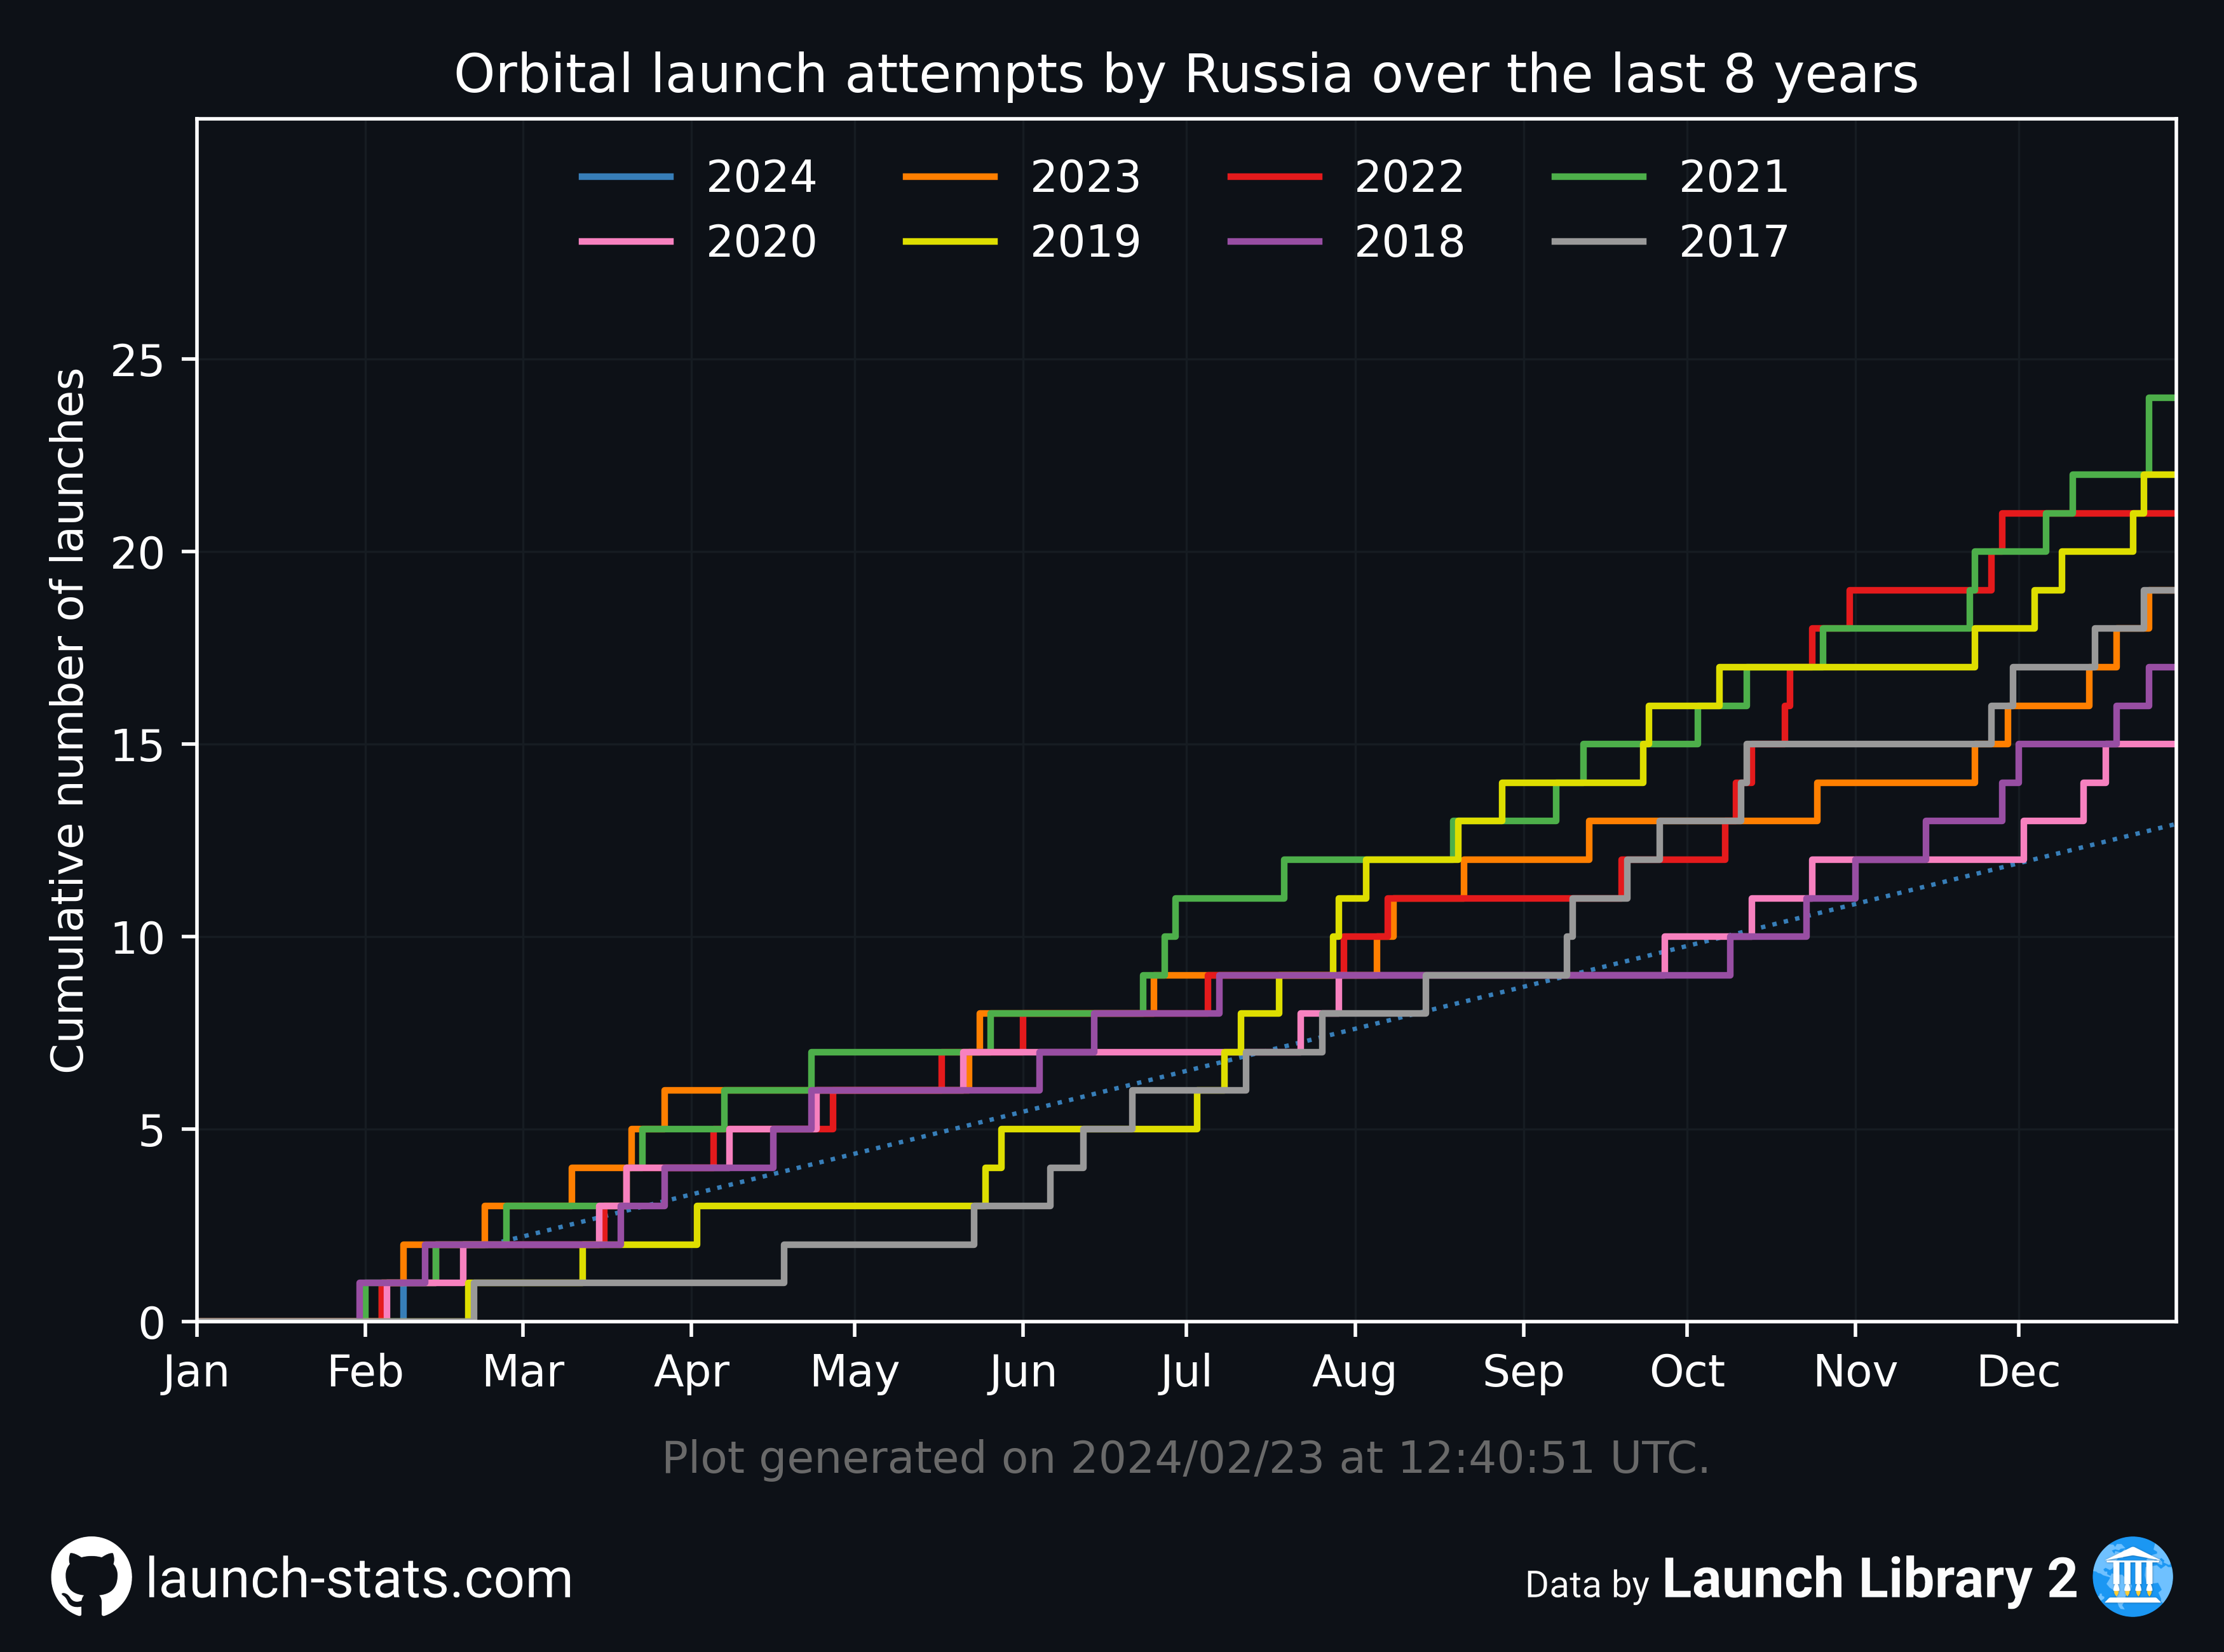 Orbital launch attempts by Russia over the last 8 years
2024 2023 2022 2021
2020 2019 2018 2017
Cumulative number of launches
25
20
15
10
5
0
Jan Feb Mar Apr May Jun Jul Aug Sep Oct Nov Dec
Plot generated on 2024/02/23 at 12:40:51 UTC.
launch-stats.com
Data by Launch Library 2